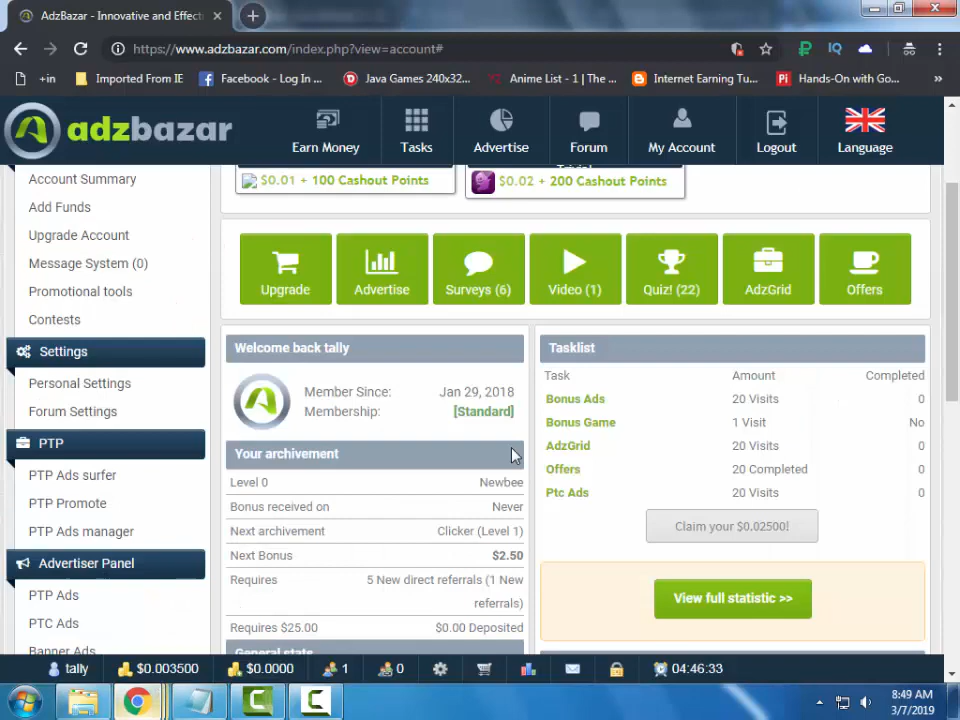 AdzBazar - Innovative and Effecti
https://www.adzbazar.com/index.php?view=account#
IQ
+in
Imported From IE
Facebook - Log In ...
Java Games 240x32...
Anime List - 1 | The ...
Internet Earning Tu...
Pi
Hands-On with Go...
»
adzbazar
Earn Money
Tasks
Advertise
Forum
My Account
Logout
Language
$0.01 + 100 Cashout Points
$0.02 + 200 Cashout Points
Account Summary
Add Funds
Upgrade Account
Message System (0)
Promotional tools
Contests
Settings
Personal Settings
Forum Settings
PTP
PTP Ads surfer
PTP Promote
PTP Ads manager
Advertiser Panel
PTP Ads
PTC Ads
Banner Ads
Upgrade
Advertise
Surveys (6)
Video (1)
Quiz! (22)
AdzGrid
Offers
Welcome back tally
Member Since: Jan 29, 2018
Membership: [Standard]
Your archivement
Level 0 Newbee
Bonus received on Never
Next archivement Clicker (Level 1)
Next Bonus $2.50
Requires 5 New direct referrals (1 New
referrals)
Requires $25.00 $0.00 Deposited
General stats
Tasklist
Task Amount Completed
Bonus Ads 20 Visits 0
Bonus Game 1 Visit No
AdzGrid 20 Visits 0
Offers 20 Completed 0
Ptc Ads 20 Visits 0
Claim your $0.02500!
View full statistic >>
tally
$0.003500
$0.0000
1
0
04:46:33
8:49 AM
3/7/2019